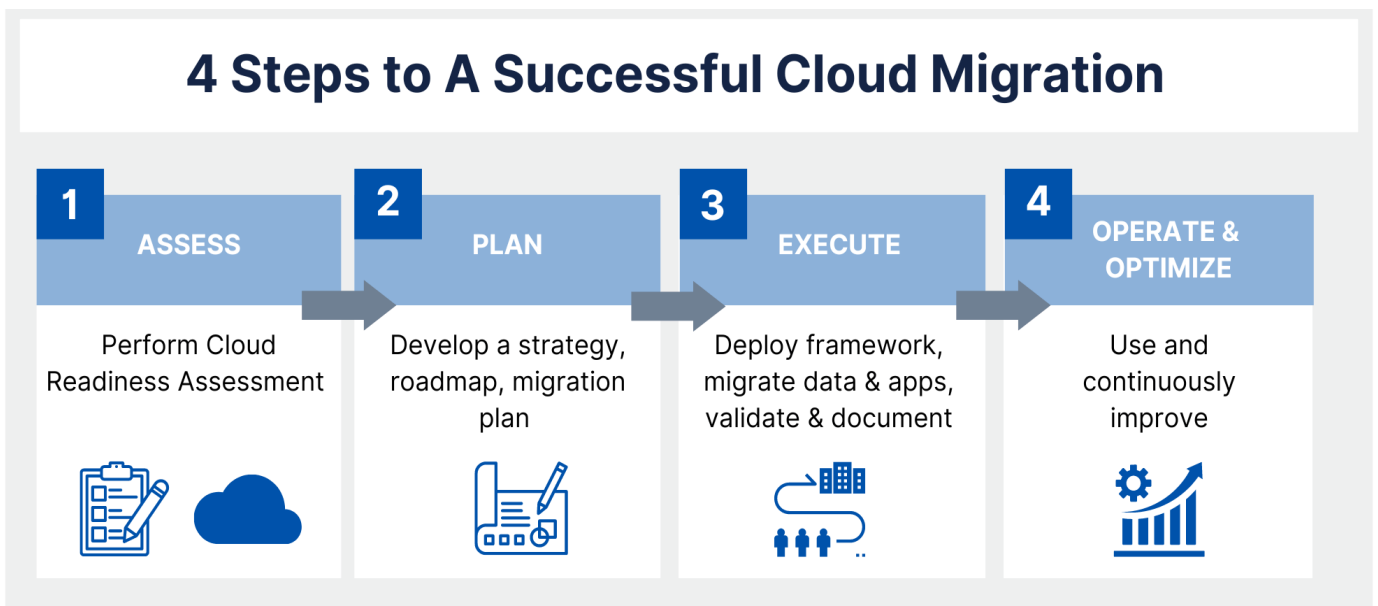 4 Steps to A Successful Cloud Migration
1
ASSESS
Perform Cloud
Readiness Assessment
2
PLAN
Develop a strategy,
roadmap, migration
plan
3
EXECUTE
Deploy framework,
migrate data & apps,
validate & document
4
OPERATE &
OPTIMIZE
Use and
continuously
improve